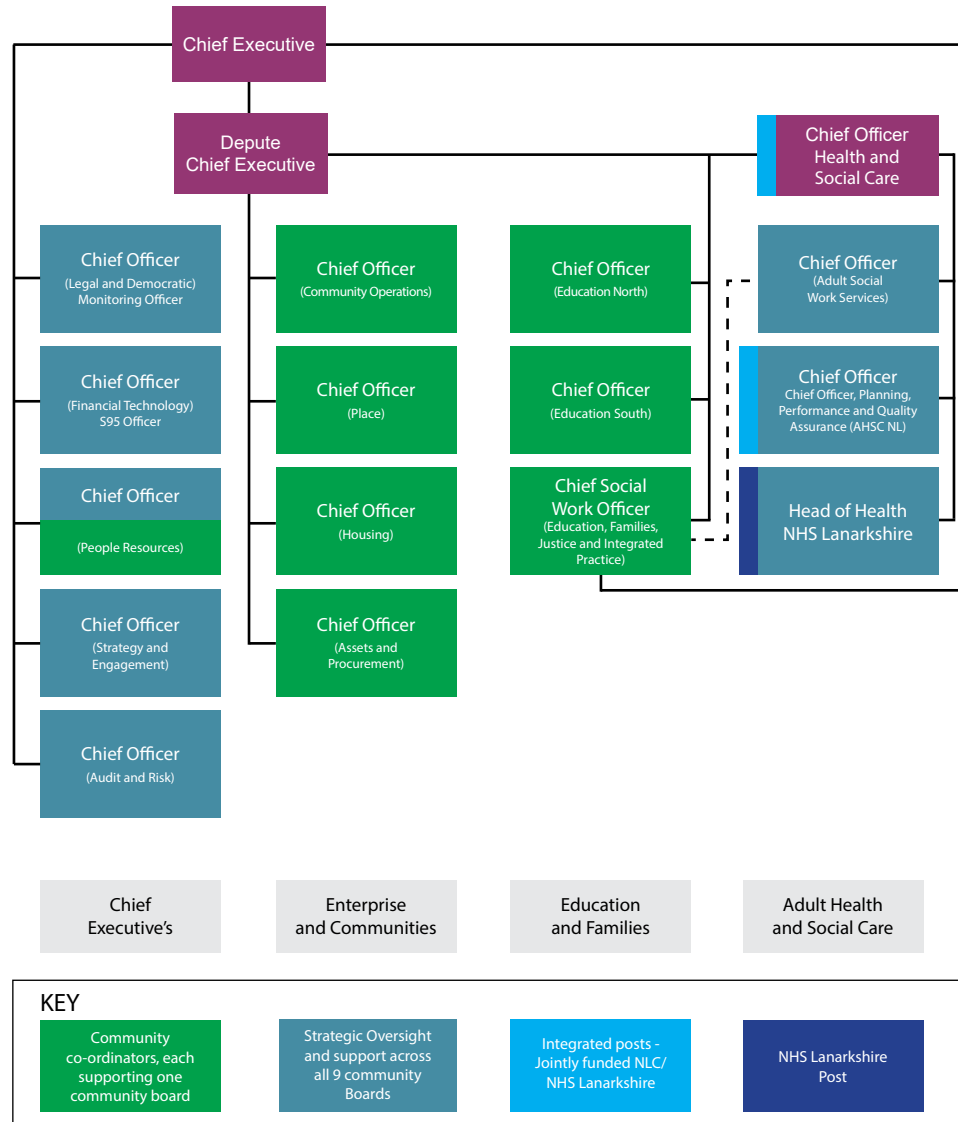 Chief Executive
Depute
Chief Executive
Chief Officer
Health and
Social Care
Chief Officer
(Legal and Democratic)
Monitoring Officer
Chief Officer
(Financial Technology)
S95 Officer
Chief Officer
(People Resources)
Chief Officer
(Strategy and
Engagement)
Chief Officer
(Audit and Risk)
Chief Officer
(Community Operations)
Chief Officer
(Place)
Chief Officer
(Housing)
Chief Officer
(Assets and
Procurement)
Chief Officer
(Education North)
Chief Officer
(Education South)
Chief Social
Work Officer
(Education, Families,
Justice and Integrated
Practice)
Chief Officer
(Adult Social
Work Services)
Chief Officer
Chief Officer, Planning,
Performance and Quality
Assurance (AHSC NL)
Head of Health
NHS Lanarkshire
Chief
Executive’s
Enterprise
and Communities
Education
and Families
Adult Health
and Social Care
KEY
Community
co-ordinators, each
supporting one
community board
Strategic Oversight
and support across
all 9 community
Boards
Integrated posts -
Jointly funded NLC/
NHS Lanarkshire
NHS Lanarkshire
Post